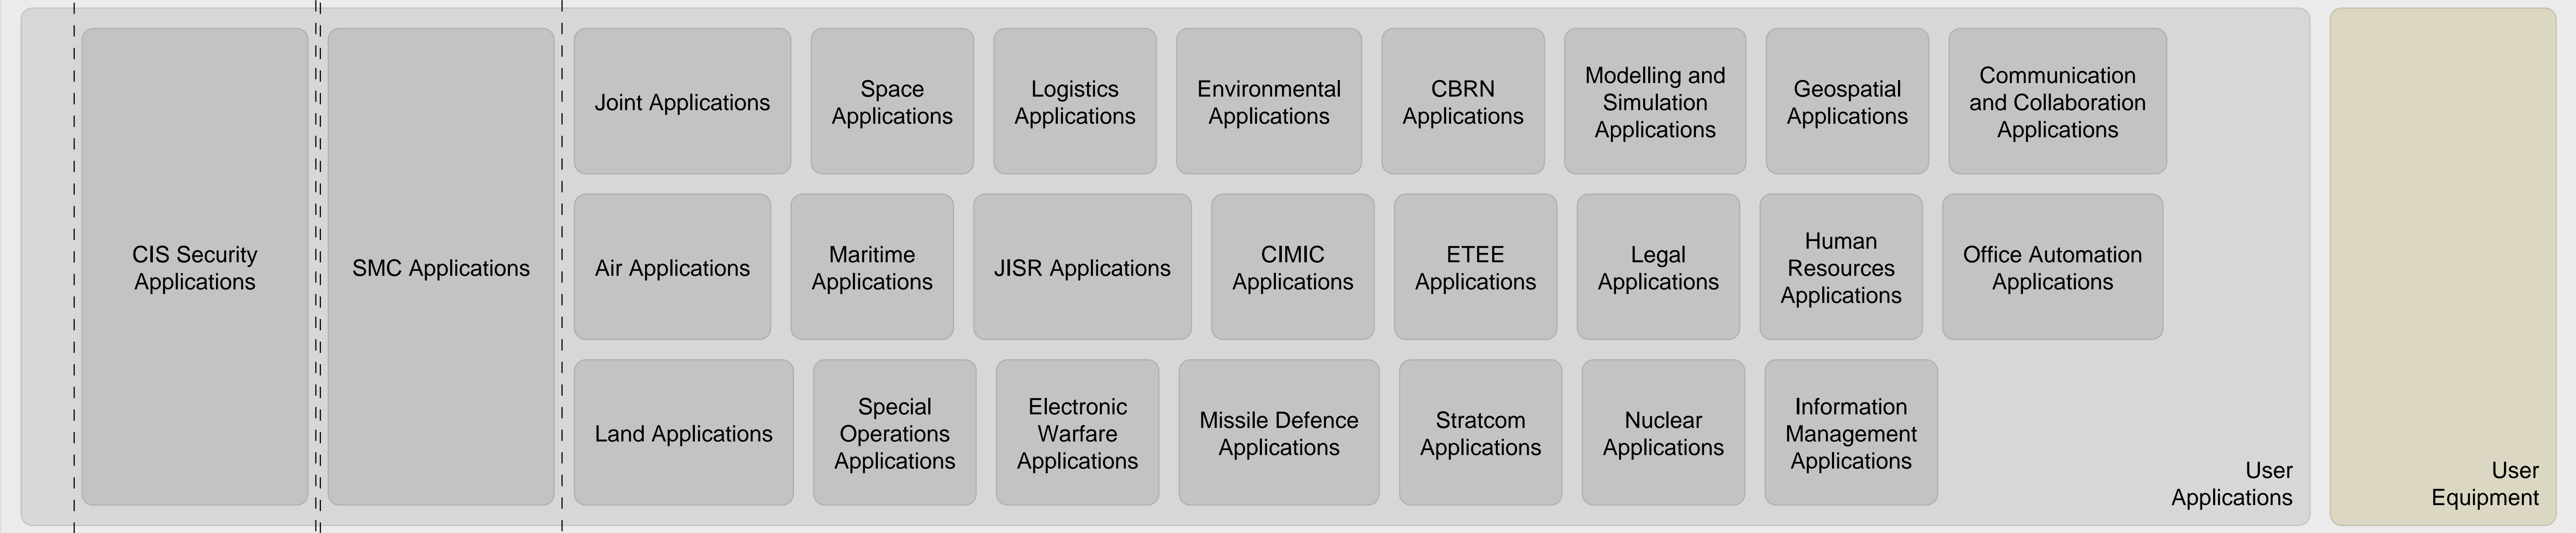 CIS Security
Applications
SMC Applications
Joint Applications
Space
Applications
Logistics
Applications
Environmental
Applications
CBRN
Applications
Modelling and
Simulation
Applications
Geospatial
Applications
Communication
and Collaboration
Applications
Air Applications
Maritime
Applications
JISR Applications
CIMIC
Applications
ETEE
Applications
Legal
Applications
Human
Resources
Applications
Office Automation
Applications
Land Applications
Special
Operations
Applications
Electronic
Warfare
Applications
Missile Defence
Applications
Stratcom
Applications
Nuclear
Applications
Information
Management
Applications
User
Applications
User
Equipment